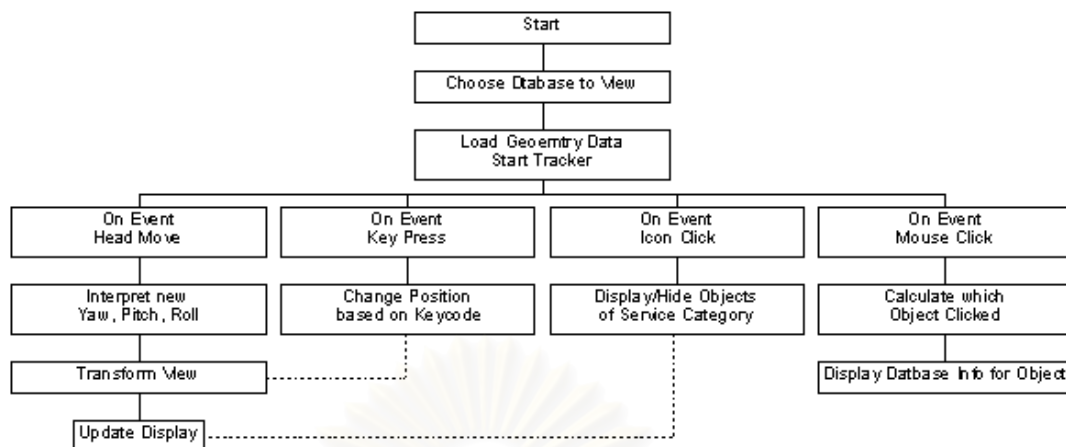 Start
Choose Dtabase to View
Load Geoemtry Data
Start Tracker
On Event
Head Move
On Event
Key Press
On Event
Icon Click
On Event
Mouse Click
Interpret new
Yaw, Pitch, Roll
Change Position
based on Keycode
Display/Hide Objects
of Service Category
Calculate which
Object Clicked
Transform View
Display Datbase Info for Object
Update Display